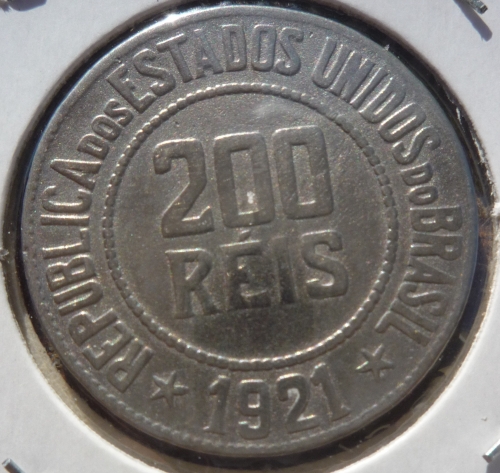 REPUBLICA DOS ESTADOS UNIDOS DO BRASIL
200
RÉIS
1921